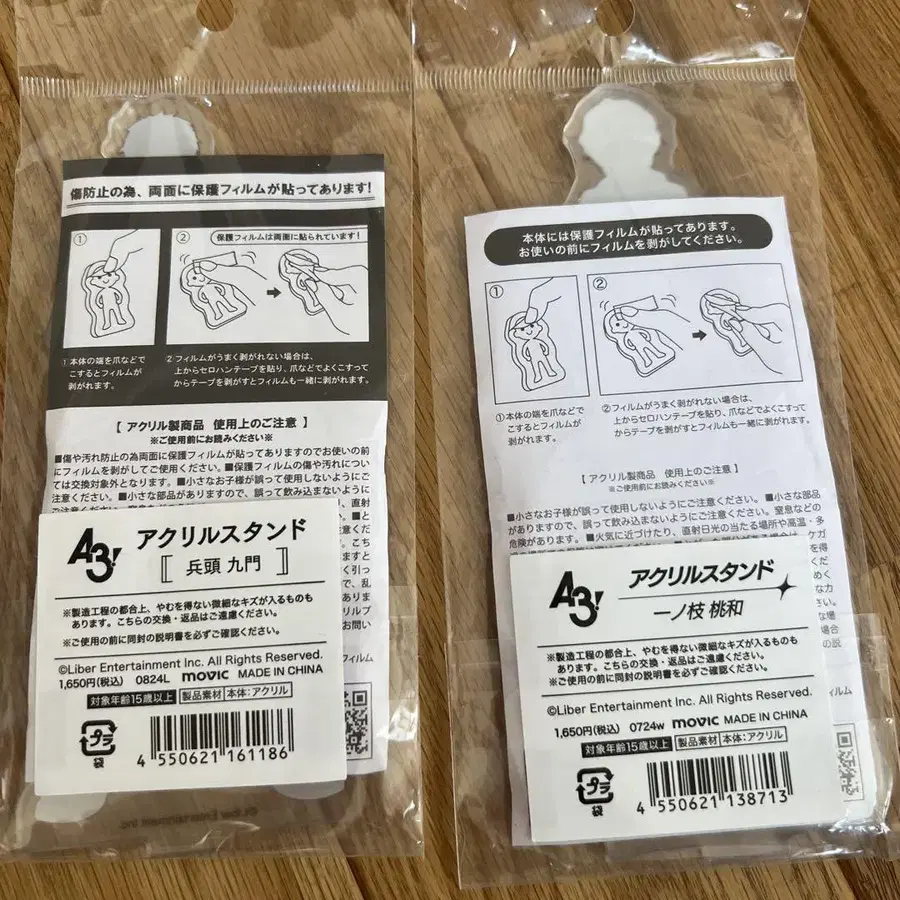 傷防止の為、両面に保護フィルムが貼ってあります!
①
②
保護フィルムは両面に貼られています!
①本体の端を爪などで
こするとフィルムが
剥がれます。
②フィルムがうまく剥がれない場合は、
上からセロハンテープを貼り、爪などでよくこすって
からテープを剥がすとフィルムも一緒に剥がれます。
【 アクリル製商品 使用上のご注意 】
※ご使用前にお読みください※
■傷や汚れ防止の為両面に保護フィルムが貼ってありますのでお使いの前
にフィルムを剥がしてご使用ください。■保護フィルムの傷や汚れについ
ては交換対象外となります。■小さなお子様が誤って使用しないようにご
注意ください。■小さな部品がありますので、誤って飲み込まないようにご
A3!
アクリルスタンド
兵頭 九門
※製造工程の都合上、やむを得ない微細なキズが入るものも
あります。こちらの交換・返品はご遠慮ください。
※ご使用の前に同封の説明書を必ずご確認ください。
©Liber Entertainment Inc. All Rights Reserved.
1,650円(税込) 0824L movic MADE IN CHINA
対象年齢15歳以上 製品素材 本体:アクリル
プラ
袋
4 550621 161186
©Liber Entertainment Inc.
本体には保護フィルムが貼ってあります。
お使いの前にフィルムを剥がしてください。
①
②
①本体の端を爪などで
こするとフィルムが
剥がれます。
②フィルムがうまく剥がれない場合は、
上からセロハンテープを貼り、爪などでよくこすって
からテープを剥がすとフィルムも一緒に剥がれます。
【 アクリル製商品 使用上のご注意 】
※ご使用前にお読みください※
■小さなお子様が誤って使用しないようにご注意ください。■小さな部品
がありますので、誤って飲み込まないようにご注意ください。窒息などの
危険があります。■火気に近づけたり、直射日光の当たる場所や高温・多
A3!
アクリルスタンド
一ノ枝 桃和
※製造工程の都合上、やむを得ない微細なキズが入るものも
あります。こちらの交換・返品はご遠慮ください。
※ご使用の前に同封の説明書を必ずご確認ください。
©Liber Entertainment Inc. All Rights Reserved.
1,650円(税込) 0724w movic MADE IN CHINA
対象年齢15歳以上 製品素材 本体:アクリル
プラ
袋
4 550621 138713